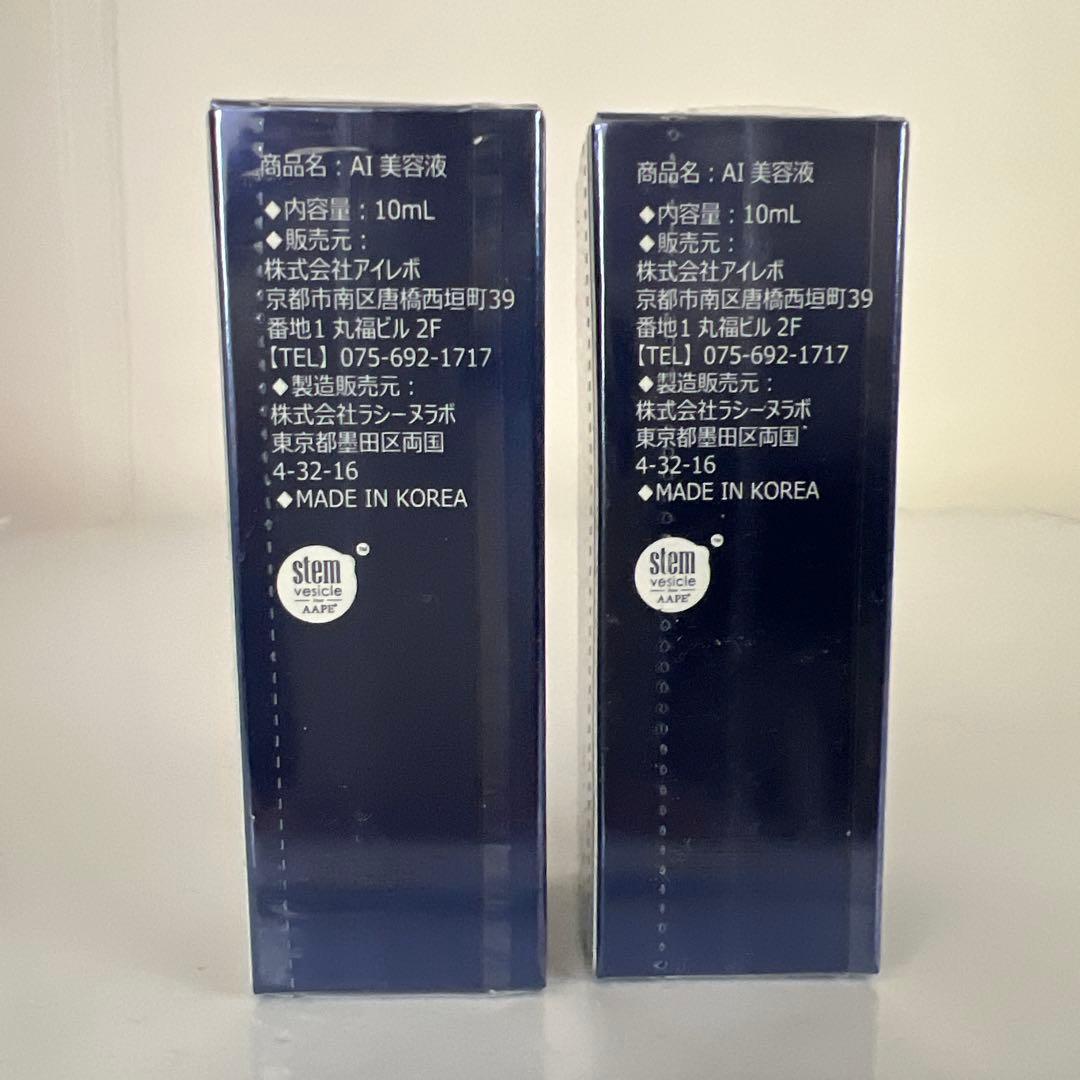 商品名：AI 美容液
◆内容量：10mL
◆販売元：
株式会社アイレボ
京都市南区唐橋西垣町39
番地1 丸福ビル 2F
【TEL】075-692-1717
◆製造販売元：
株式会社ラシーヌラボ
東京都墨田区両国
4-32-16
◆MADE IN KOREA
stem
vesicle
AAPE®
TM
商品名：AI 美容液
◆内容量：10mL
◆販売元：
株式会社アイレボ
京都市南区唐橋西垣町39
番地1 丸福ビル 2F
【TEL】075-692-1717
◆製造販売元：
株式会社ラシーヌラボ
東京都墨田区両国
4-32-16
◆MADE IN KOREA
stem
vesicle
AAPE®
TM